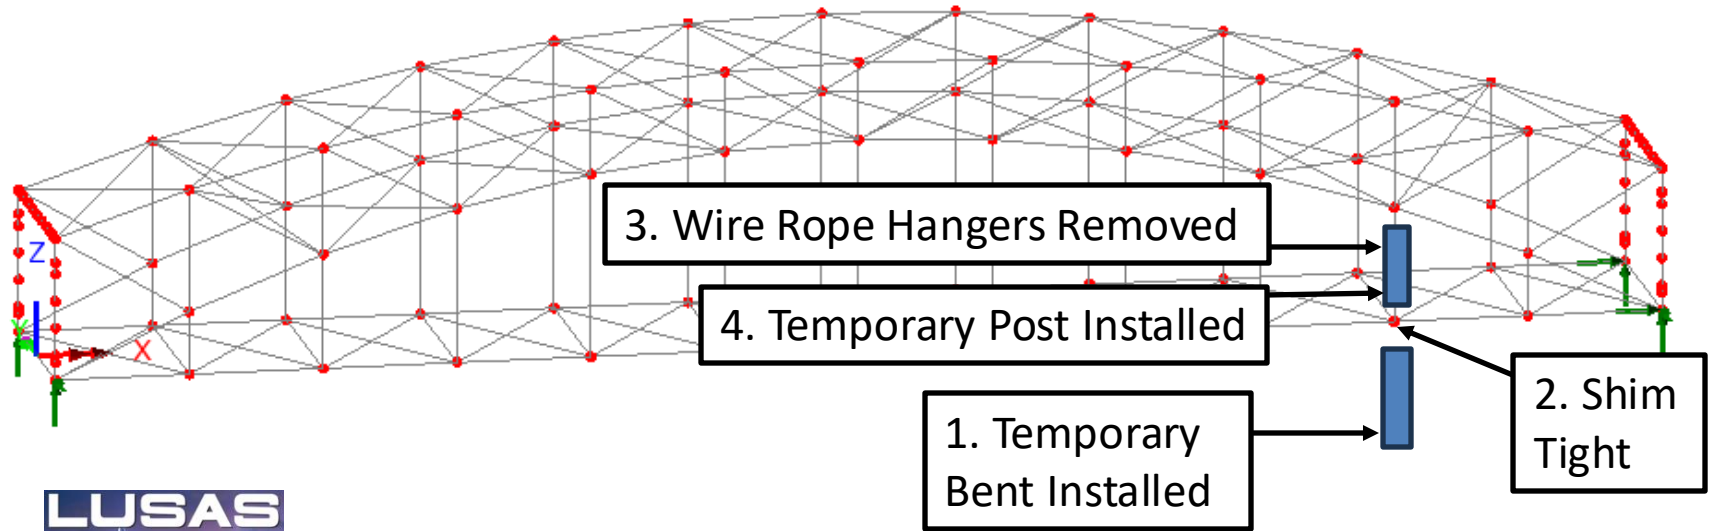 3. Wire Rope Hangers Removed
4. Temporary Post Installed
1. Temporary
Bent Installed
2. Shim
Tight
Z
Y
X
LUSAS